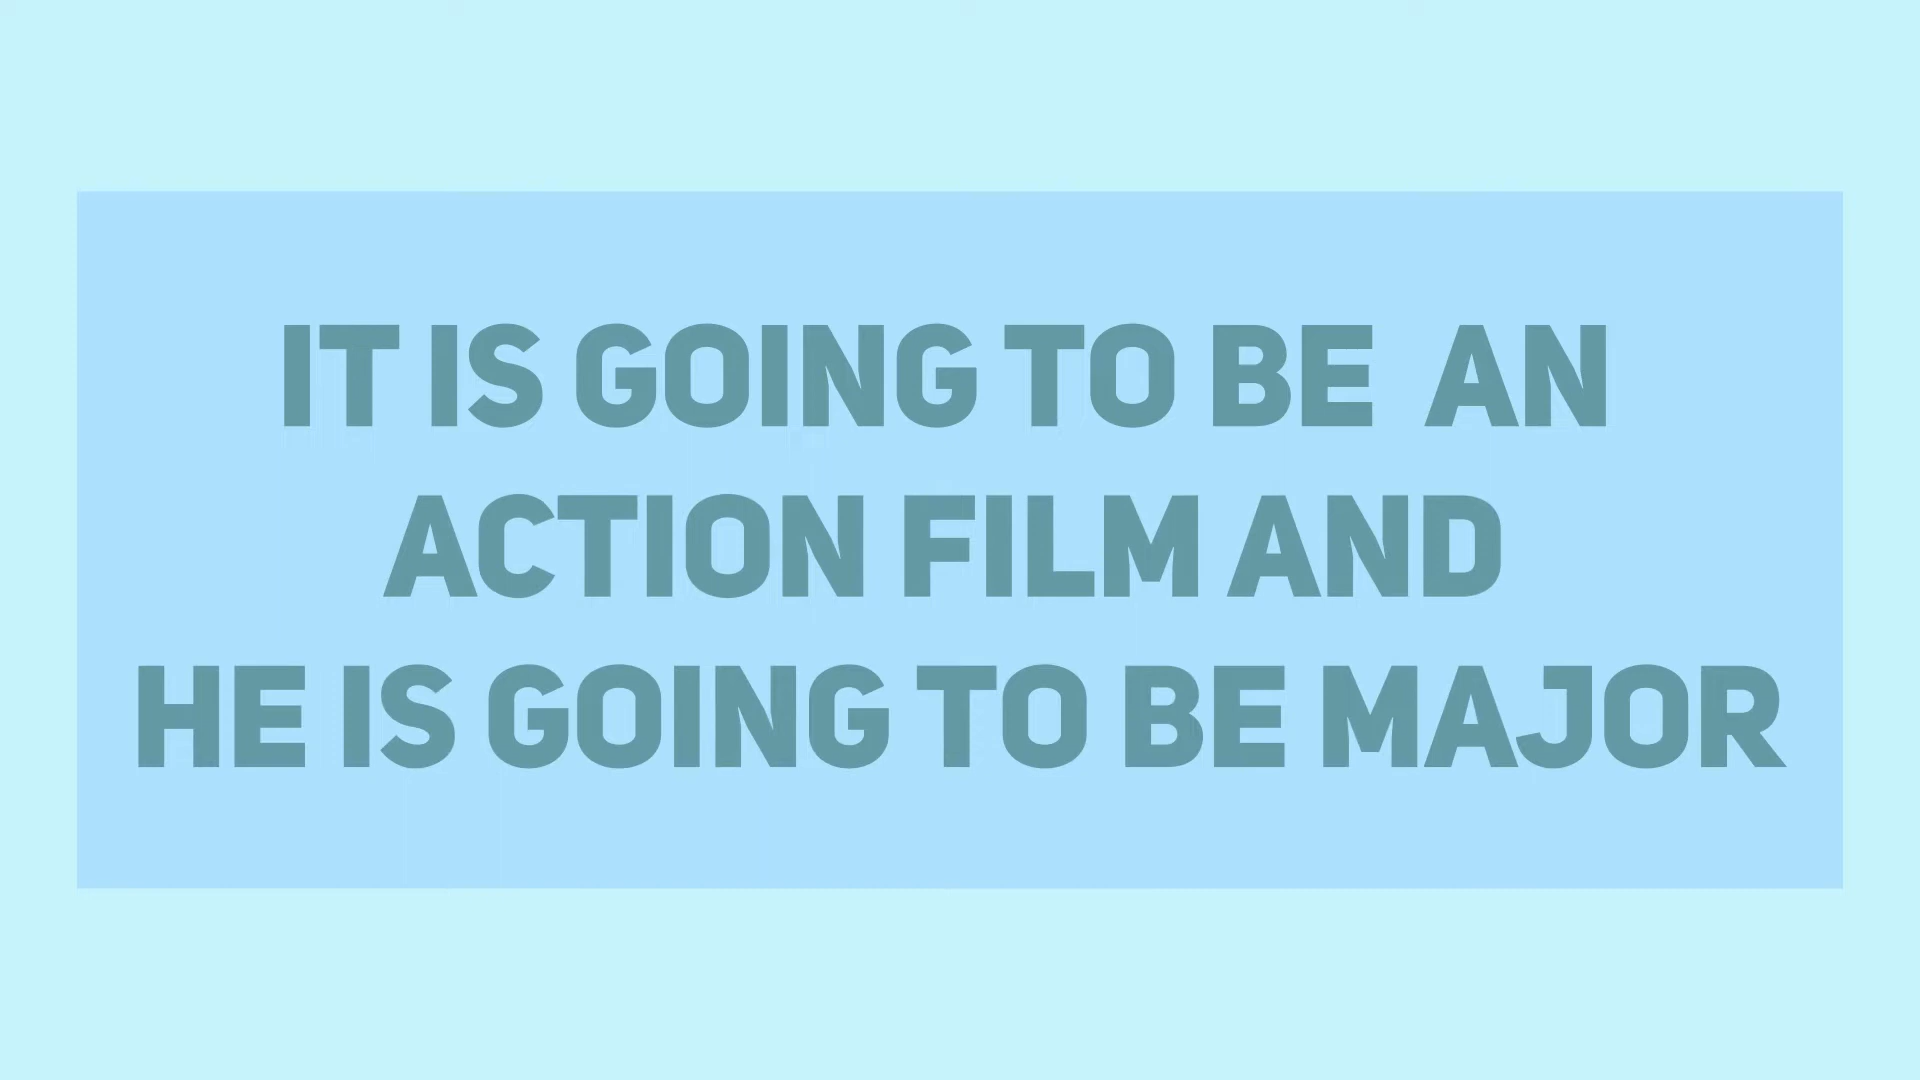 IT IS GOING TO BE  AN
ACTION FILM AND
HE IS GOING TO BE MAJOR